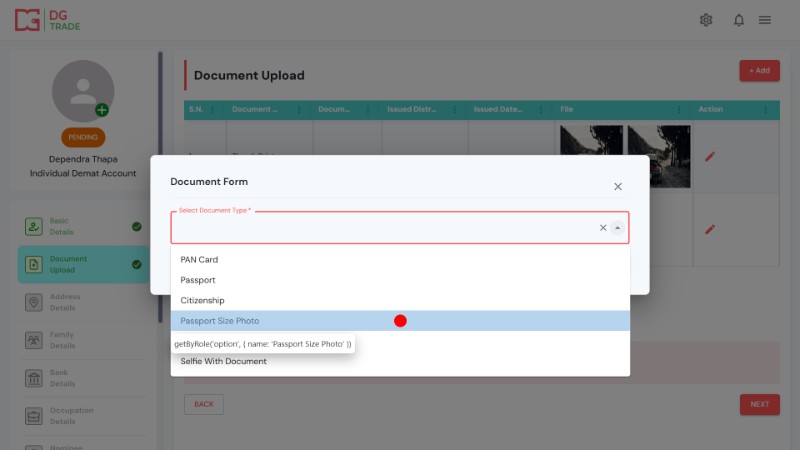 DG
TRADE
PENDING
Dependra Thapa
Individual Demat Account
Basic
Details
Document
Upload
Address
Details
Family
Details
Bank
Details
Occupation
Details
Nominee
Document Upload
+ Add
S.N.
Document ...
Docum...
Issued Distr...
Issued Date...
File
Action
Document Form
Select Document Type *
PAN Card
Passport
Citizenship
Passport Size Photo
getByRole('option', { name: 'Passport Size Photo' })
Selfie With Document
BACK
NEXT